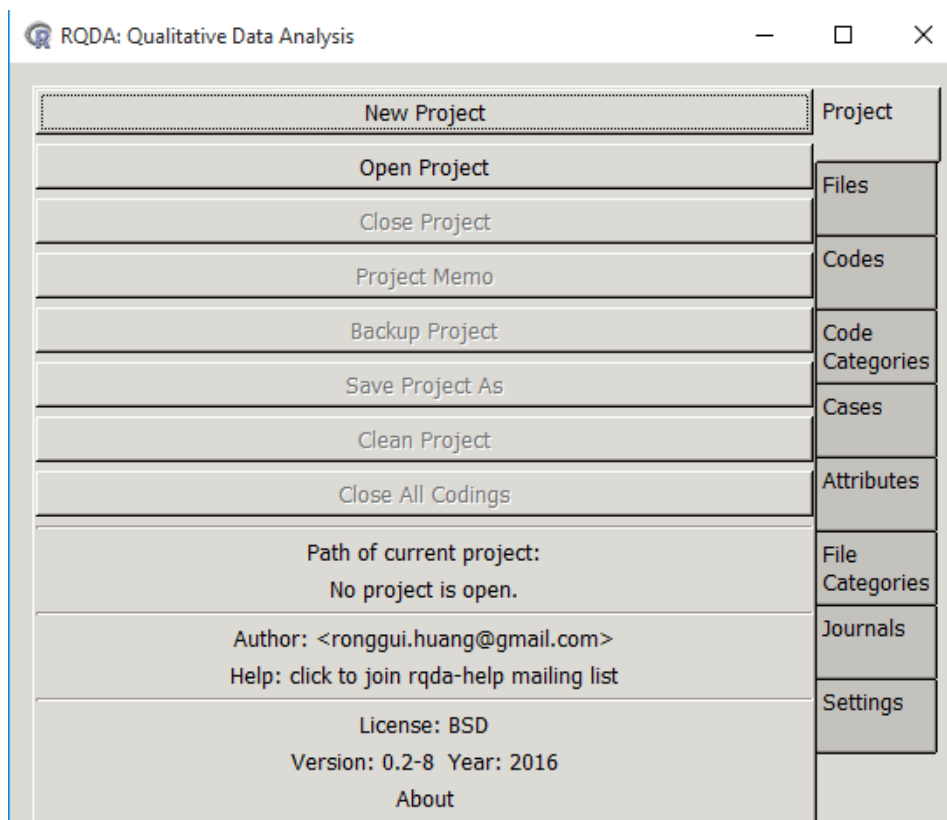 RQDA: Qualitative Data Analysis
New Project
Open Project
Close Project
Project Memo
Backup Project
Save Project As
Clean Project
Close All Codings
Path of current project:
No project is open.
Author: <ronggui.huang@gmail.com>
Help: click to join rqda-help mailing list
License: BSD
Version: 0.2-8 Year: 2016
About
Project
Files
Codes
Code
Categories
Cases
Attributes
File
Categories
Journals
Settings